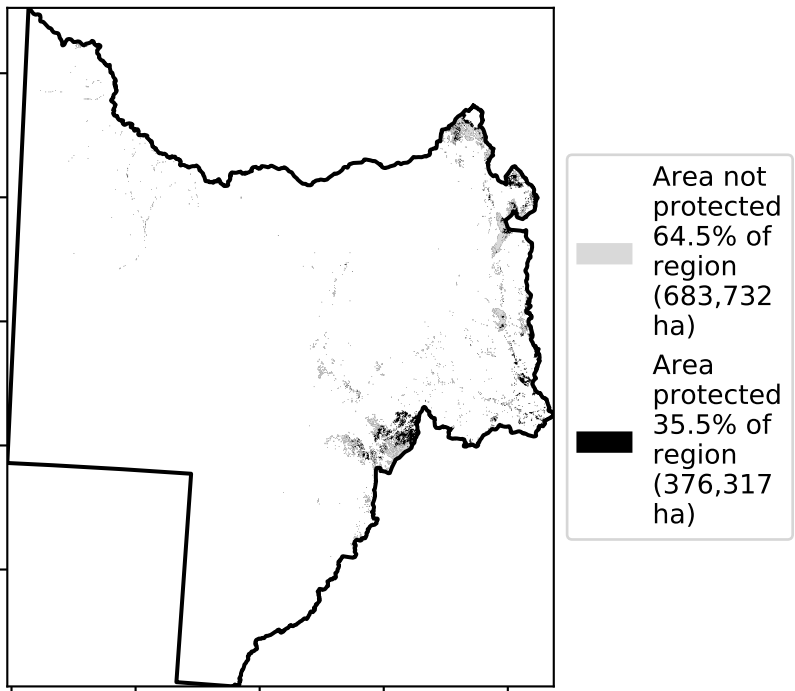 Area not
protected
64.5% of
region
(683,732
ha)
Area
protected
35.5% of
region
(376,317
ha)